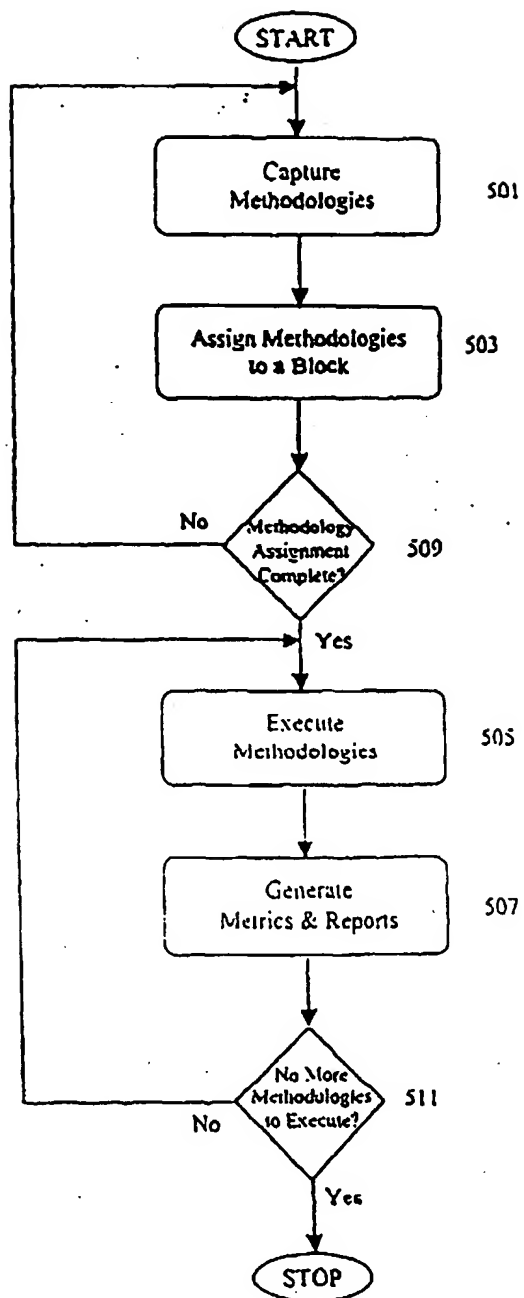 START
Capture
Methodologies
501
Assign Methodologies
to a Block
503
No
Methodology
Assignment
Complete?
509
Yes
Execute
Methodologies
505
Generate
Metrics & Reports
507
No More
Methodologies
to Execute?
511
No
Yes
STOP